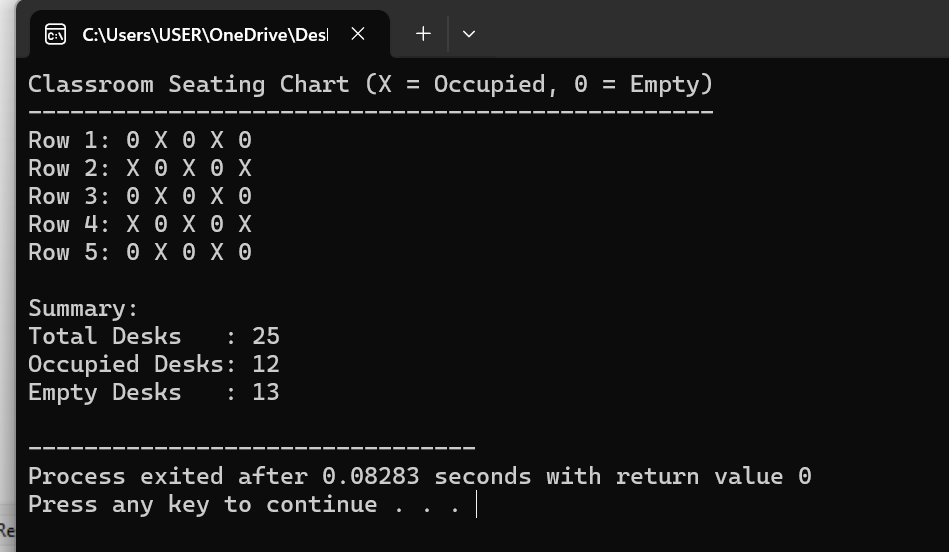 C:\Users\USER\OneDrive\Des
Classroom Seating Chart (X = Occupied, 0 = Empty)
-------------------------------------------------
Row 1: 0 X 0 X 0
Row 2: X 0 X 0 X
Row 3: 0 X 0 X 0
Row 4: X 0 X 0 X
Row 5: 0 X 0 X 0
Summary:
Total Desks   : 25
Occupied Desks: 12
Empty Desks   : 13
--------------------------------
Process exited after 0.08283 seconds with return value 0
Press any key to continue . . .
Re